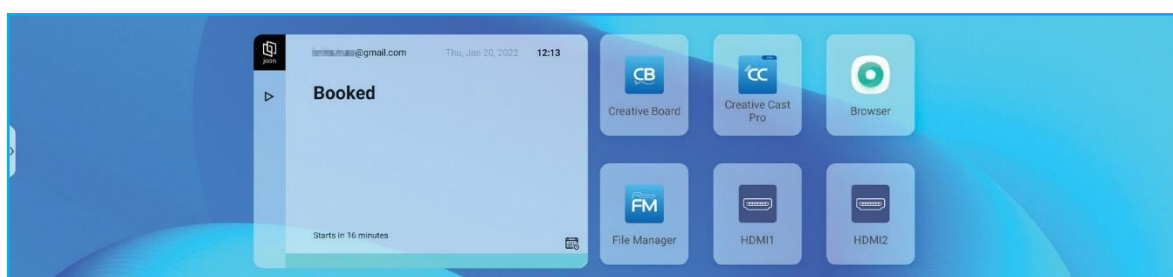 joan
@gmail.com
Thu, Jan 20, 2022
12:13
Booked
Starts in 16 minutes
CB
Creative Board
CC
Creative Cast
Pro
Browser
FM
File Manager
HDMI1
HDMI2